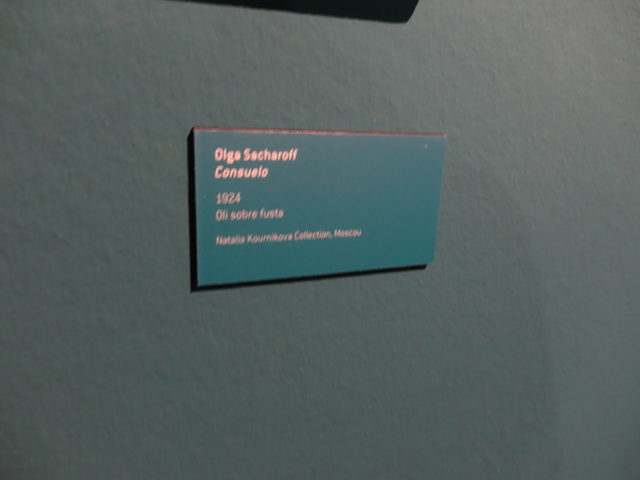 Olga Sacharoff
Consuelo
1924
Oli sobre fusta
Natalia Kournikova Collection, Moscou